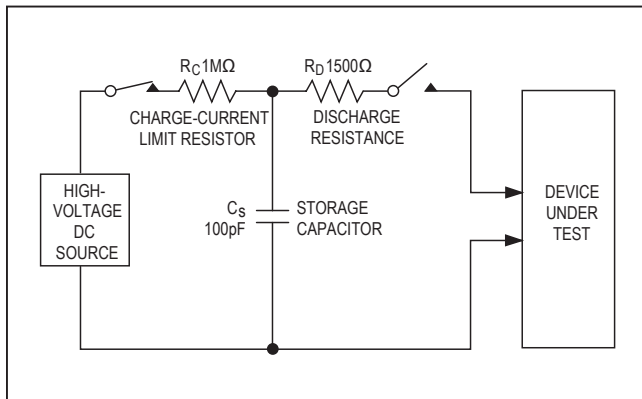 RC 1MΩ
CHARGE-CURRENT
LIMIT RESISTOR
RD 1500Ω
DISCHARGE
RESISTANCE
HIGH-
VOLTAGE
DC
SOURCE
Cs
100pF
STORAGE
CAPACITOR
DEVICE
UNDER
TEST